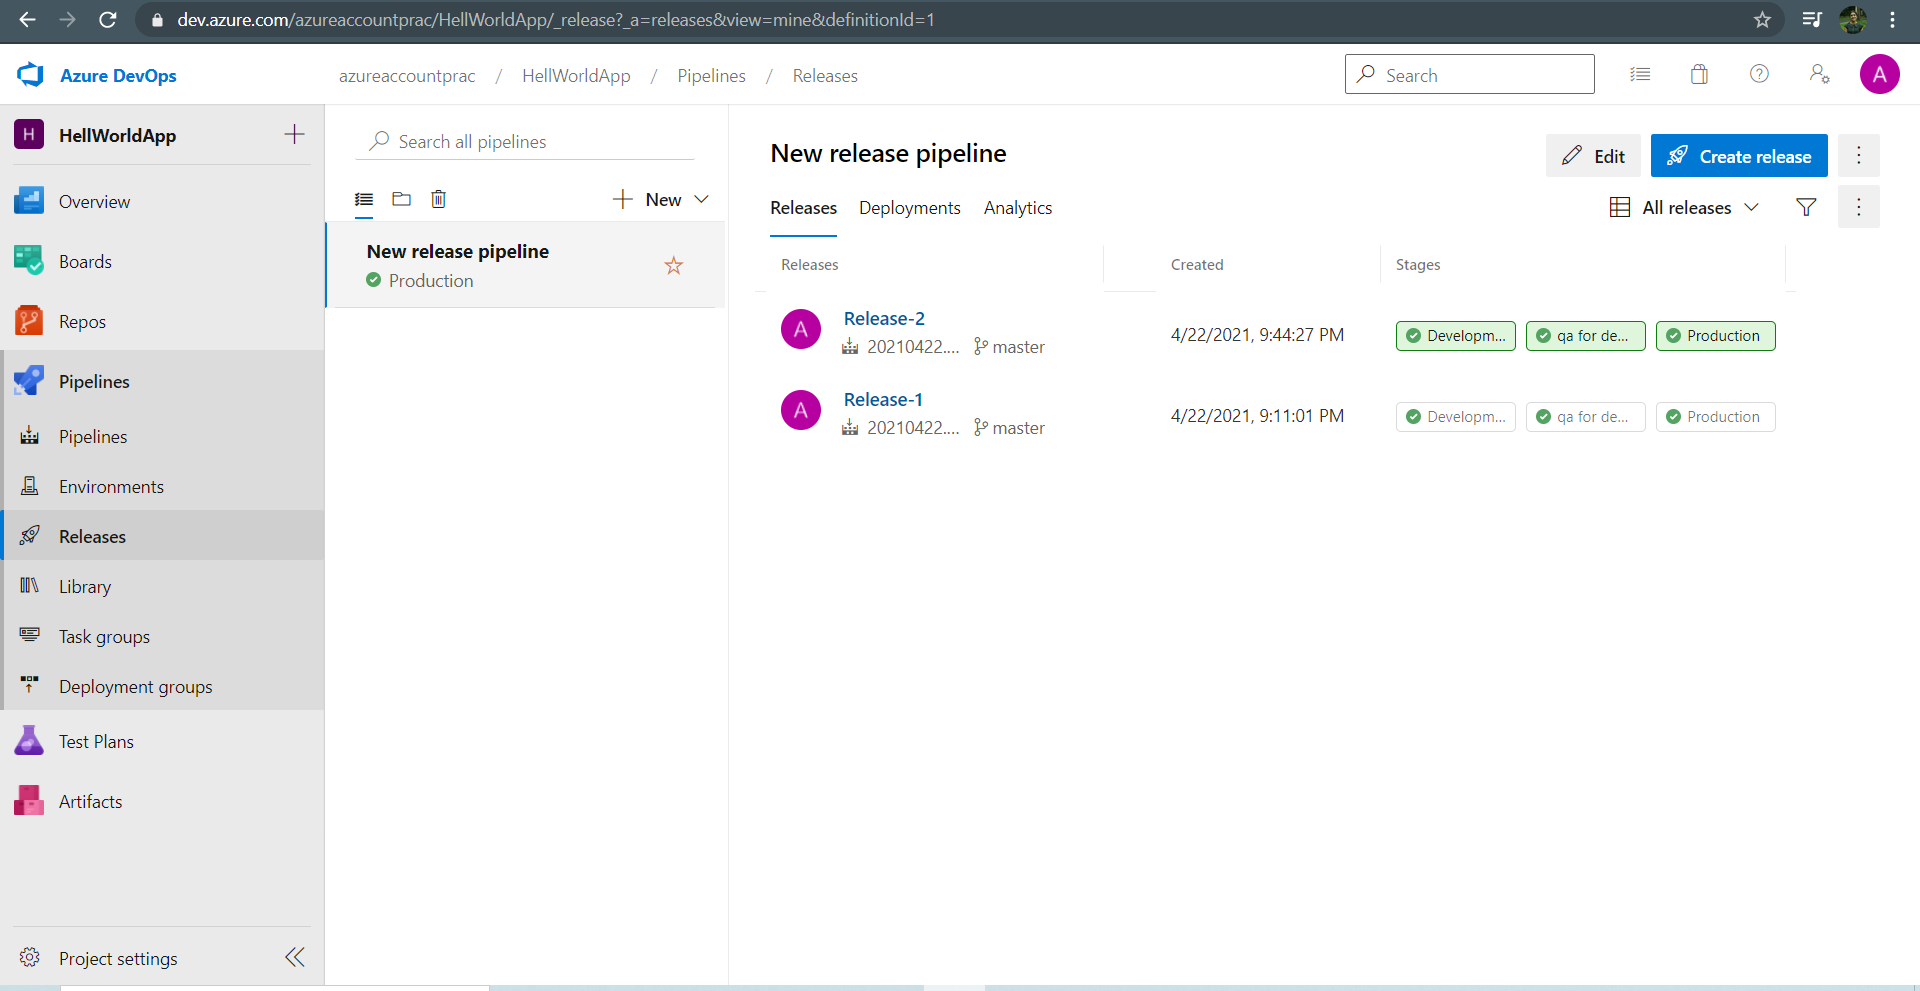 dev.azure.com/azureaccountprac/HellWorldApp/_release?_a=releases&view=mine&definitionId=1
Azure DevOps
azureaccountprac / HellWorldApp / Pipelines / Releases
Search
A
H HellWorldApp
Overview
Boards
Repos
Pipelines
Pipelines
Environments
Releases
Library
Task groups
Deployment groups
Test Plans
Artifacts
Project settings
Search all pipelines
New
New release pipeline
Production
New release pipeline
Edit
Create release
Releases Deployments Analytics
All releases
Releases Created Stages
A Release-2
20210422.... master
4/22/2021, 9:44:27 PM
Developm... qa for de... Production
A Release-1
20210422.... master
4/22/2021, 9:11:01 PM
Developm... qa for de... Production